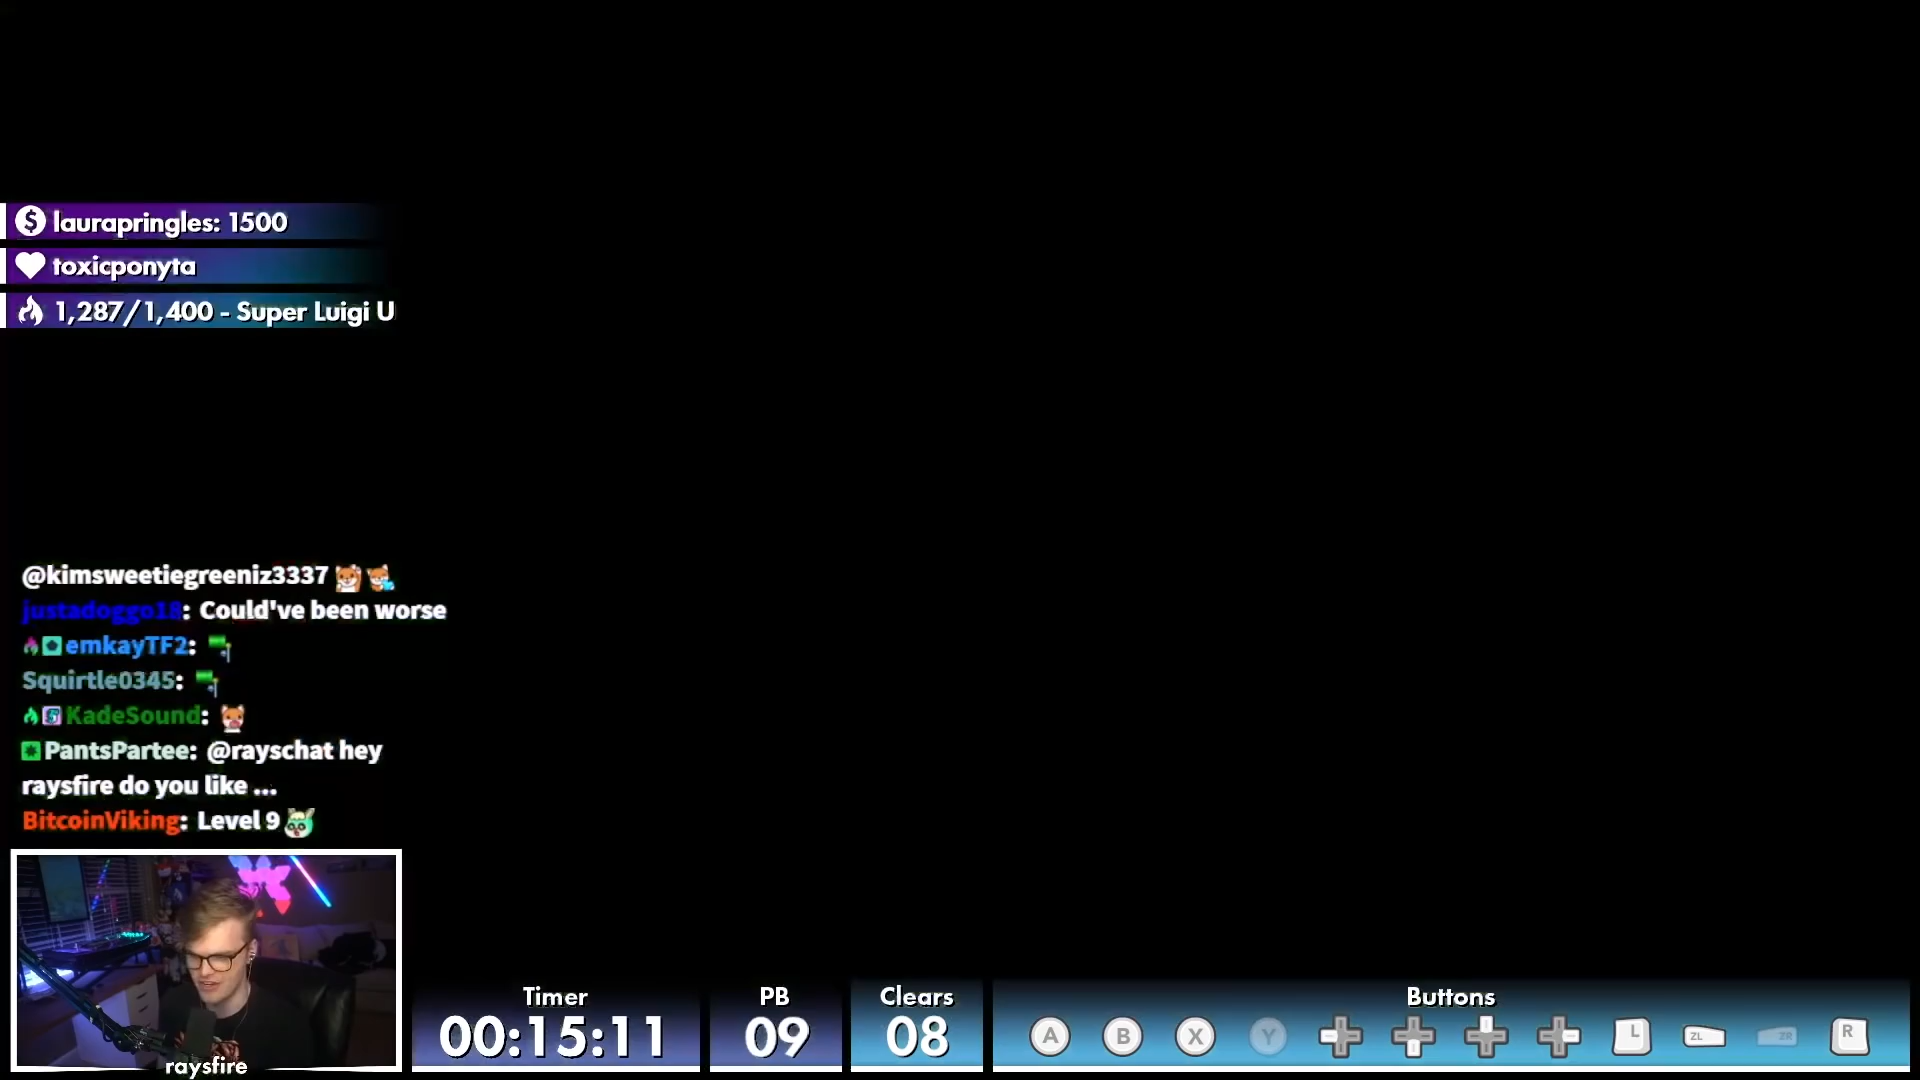 laurapringles: 1500
toxicponyta
1,287/1,400 - Super Luigi U
@kimsweetiegreeniz3337
justadoggo18: Could've been worse
emkayTF2:
Squirtle0345:
KadeSound:
PantsPartee: @rayschat hey
raysfire do you like ...
BitcoinViking: Level 9
raysfire
Timer
00:15:11
PB
09
Clears
08
Buttons
A B X Y L ZL ZR R